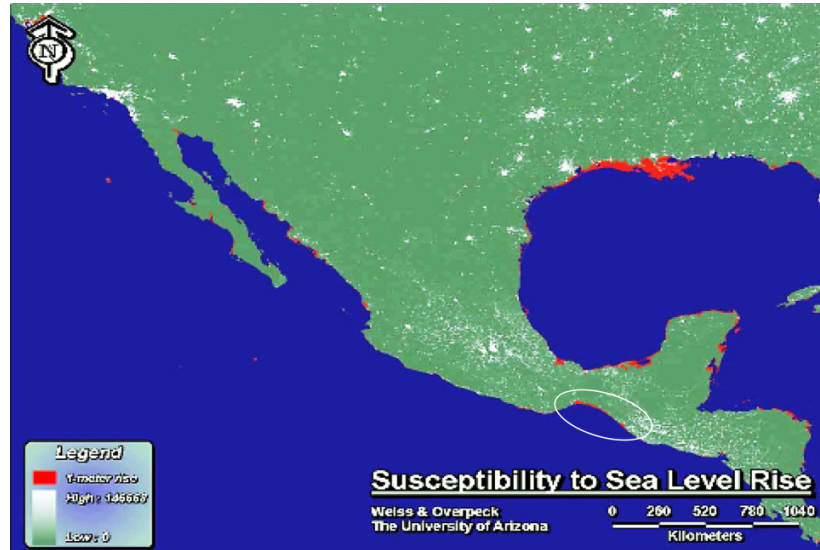 N
Legend
1-meter rise
High : 146668
Low : 0
Susceptibility to Sea Level Rise
Weiss & Overpeck
The University of Arizona
0 260 520 780 1040
Kilometers